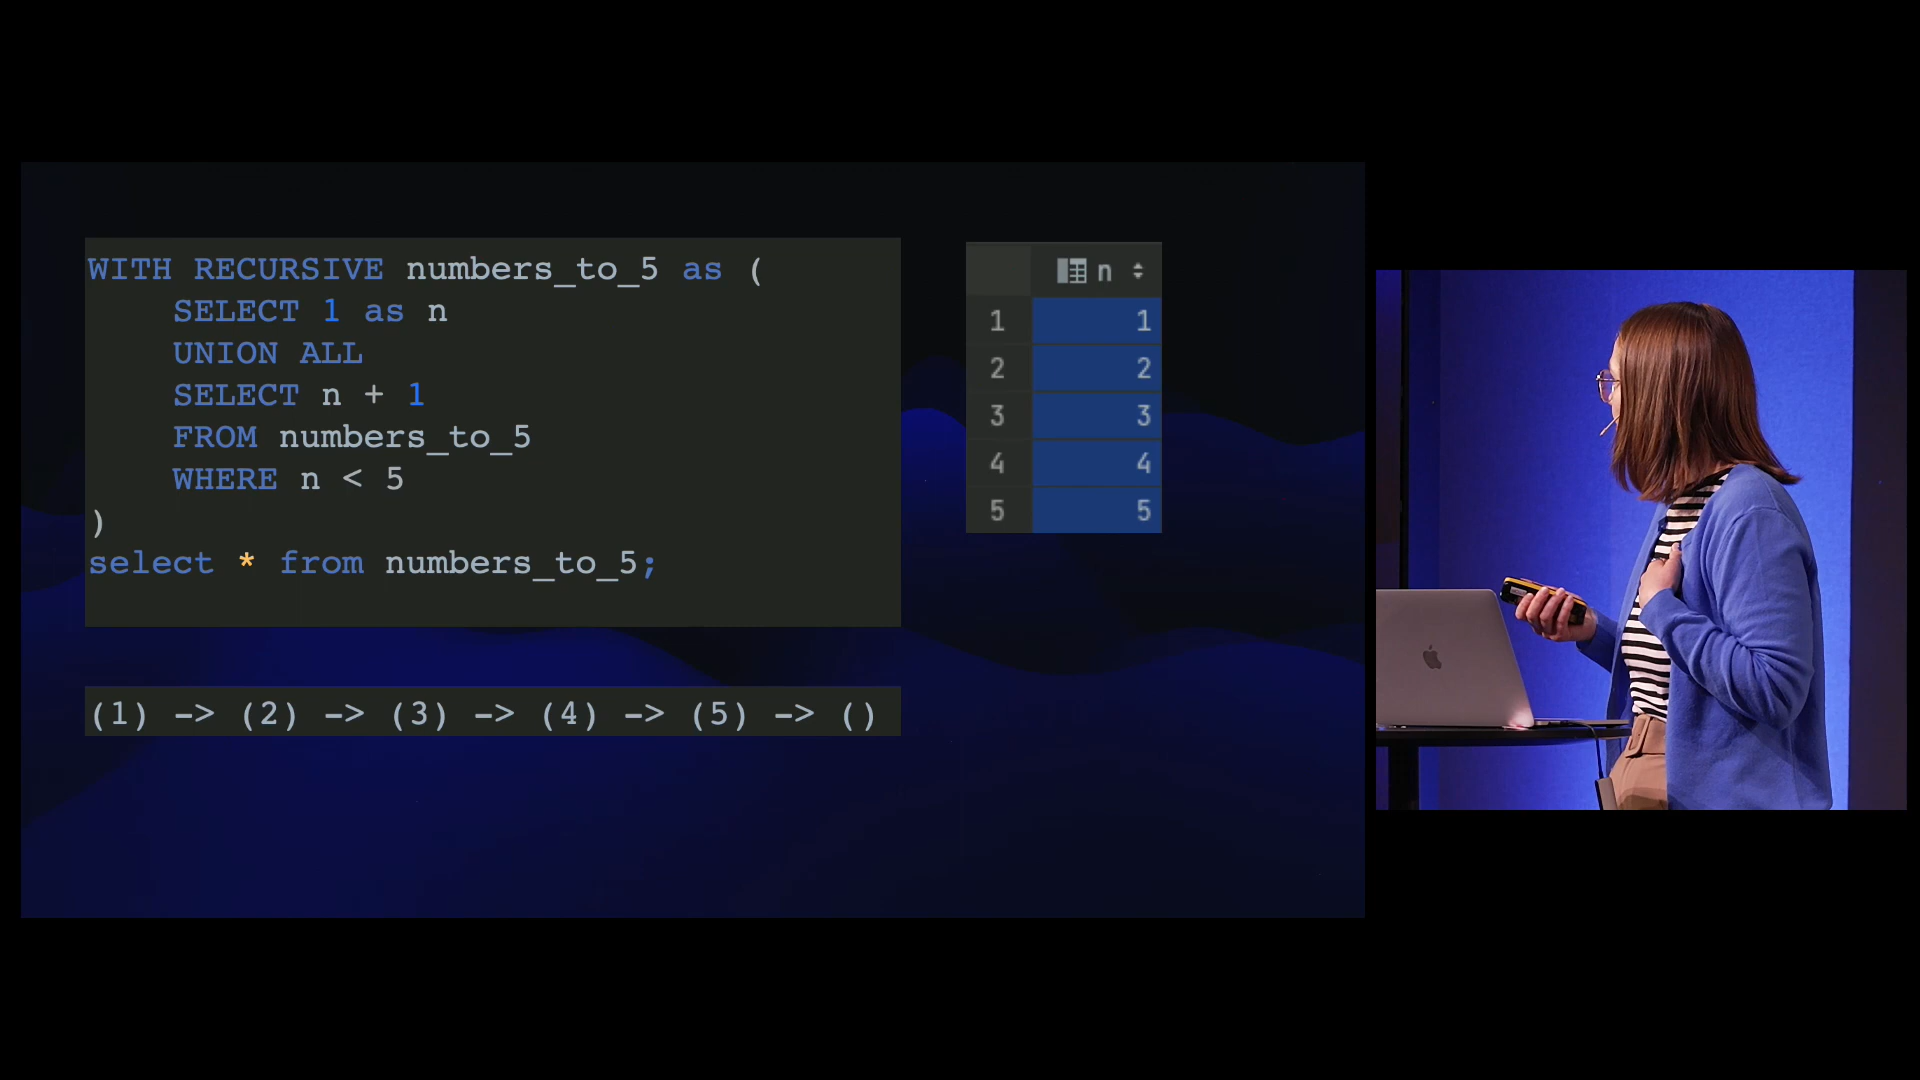 WITH RECURSIVE numbers_to_5 as (
SELECT 1 as n
UNION ALL
SELECT n + 1
FROM numbers_to_5
WHERE n < 5
)
select * from numbers_to_5;
(1) -> (2) -> (3) -> (4) -> (5) -> ()
n
1 1
2 2
3 3
4 4
5 5